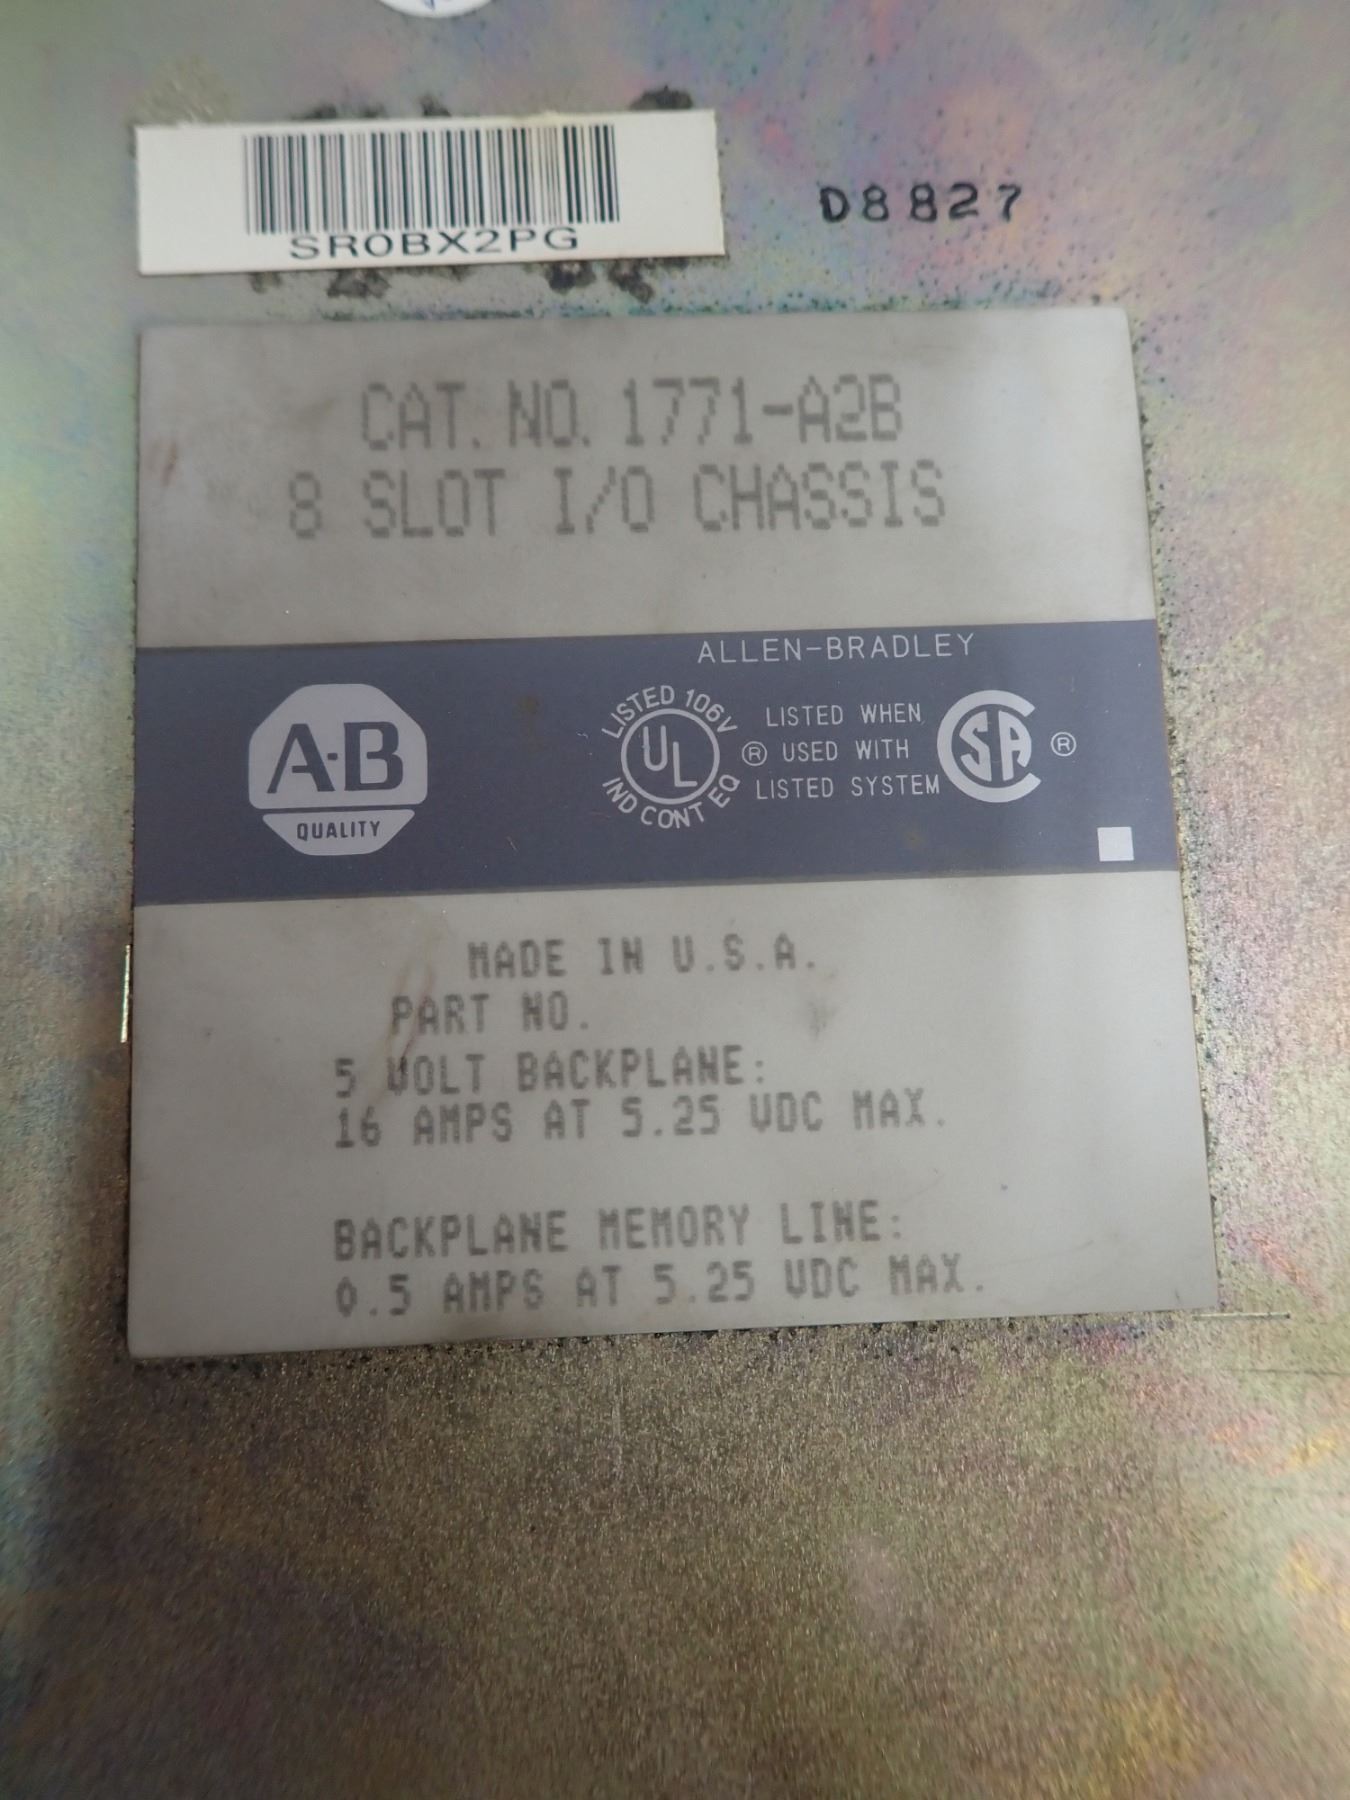 SR0BX2PG
D8827
CAT. NO. 1771-A2B
8 SLOT I/O CHASSIS
ALLEN-BRADLEY
A-B
QUALITY
LISTED 106V
UL
IND CONT EQ
®
LISTED WHEN
USED WITH
LISTED SYSTEM
SA ®
MADE IN U.S.A.
PART NO.
5 VOLT BACKPLANE:
16 AMPS AT 5.25 VDC MAX.
BACKPLANE MEMORY LINE:
0.5 AMPS AT 5.25 VDC MAX.